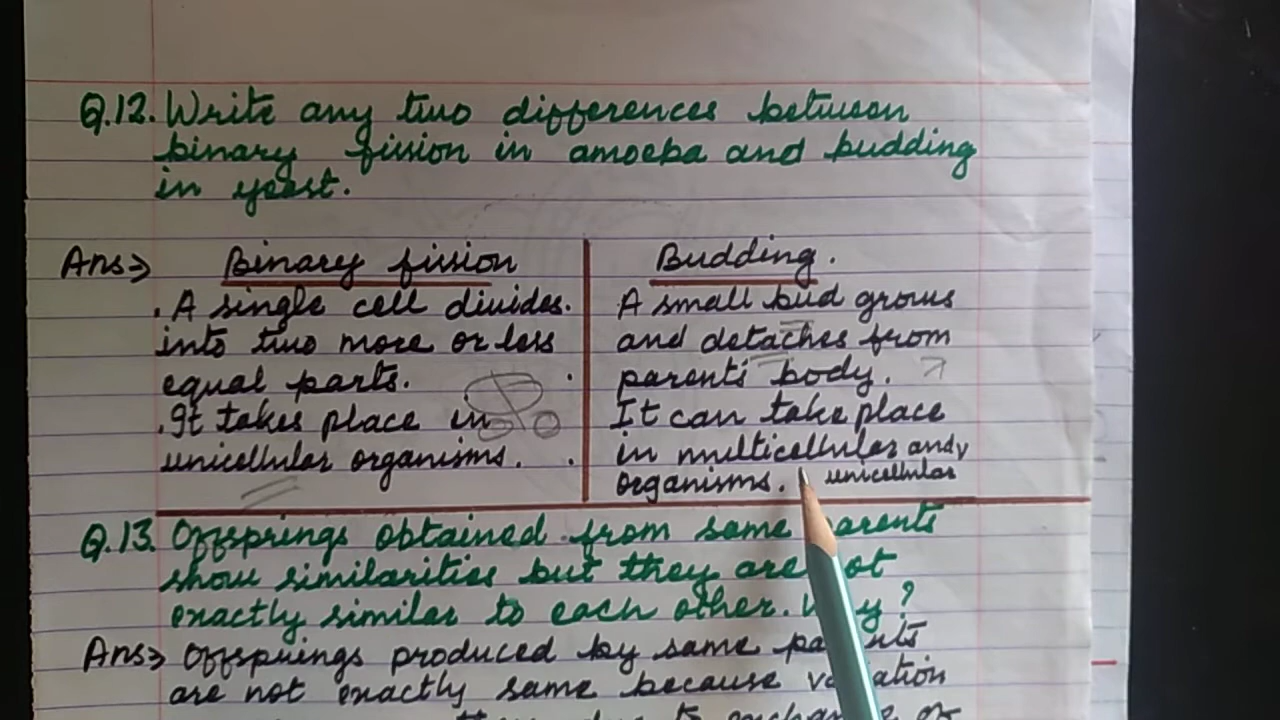 Q.12. Write any two differences between
binary fission in amoeba and budding
in yeast.
Ans→ Binary fission
. A single cell divides
into two more or less
equal parts.
. It takes place in
unicellular organisms.
Budding.
. A small bud grows
and detaches from
parents body.
. It can take place
in multicellular and
organisms. unicellular
Q.13. Offsprings obtained from same parents
show similarities but they are not
exactly similar to each other. Why?
Ans→ Offsprings produced by same parents
are not exactly same because variation